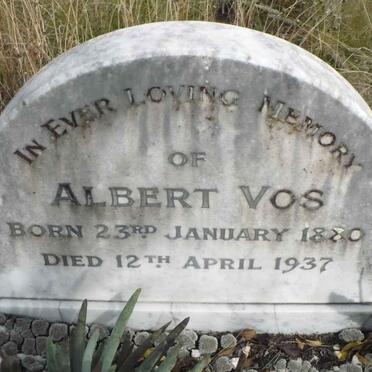 In Ever Loving Memory
of
Albert Vos
Born 23rd January 1880
Died 12th April 1937